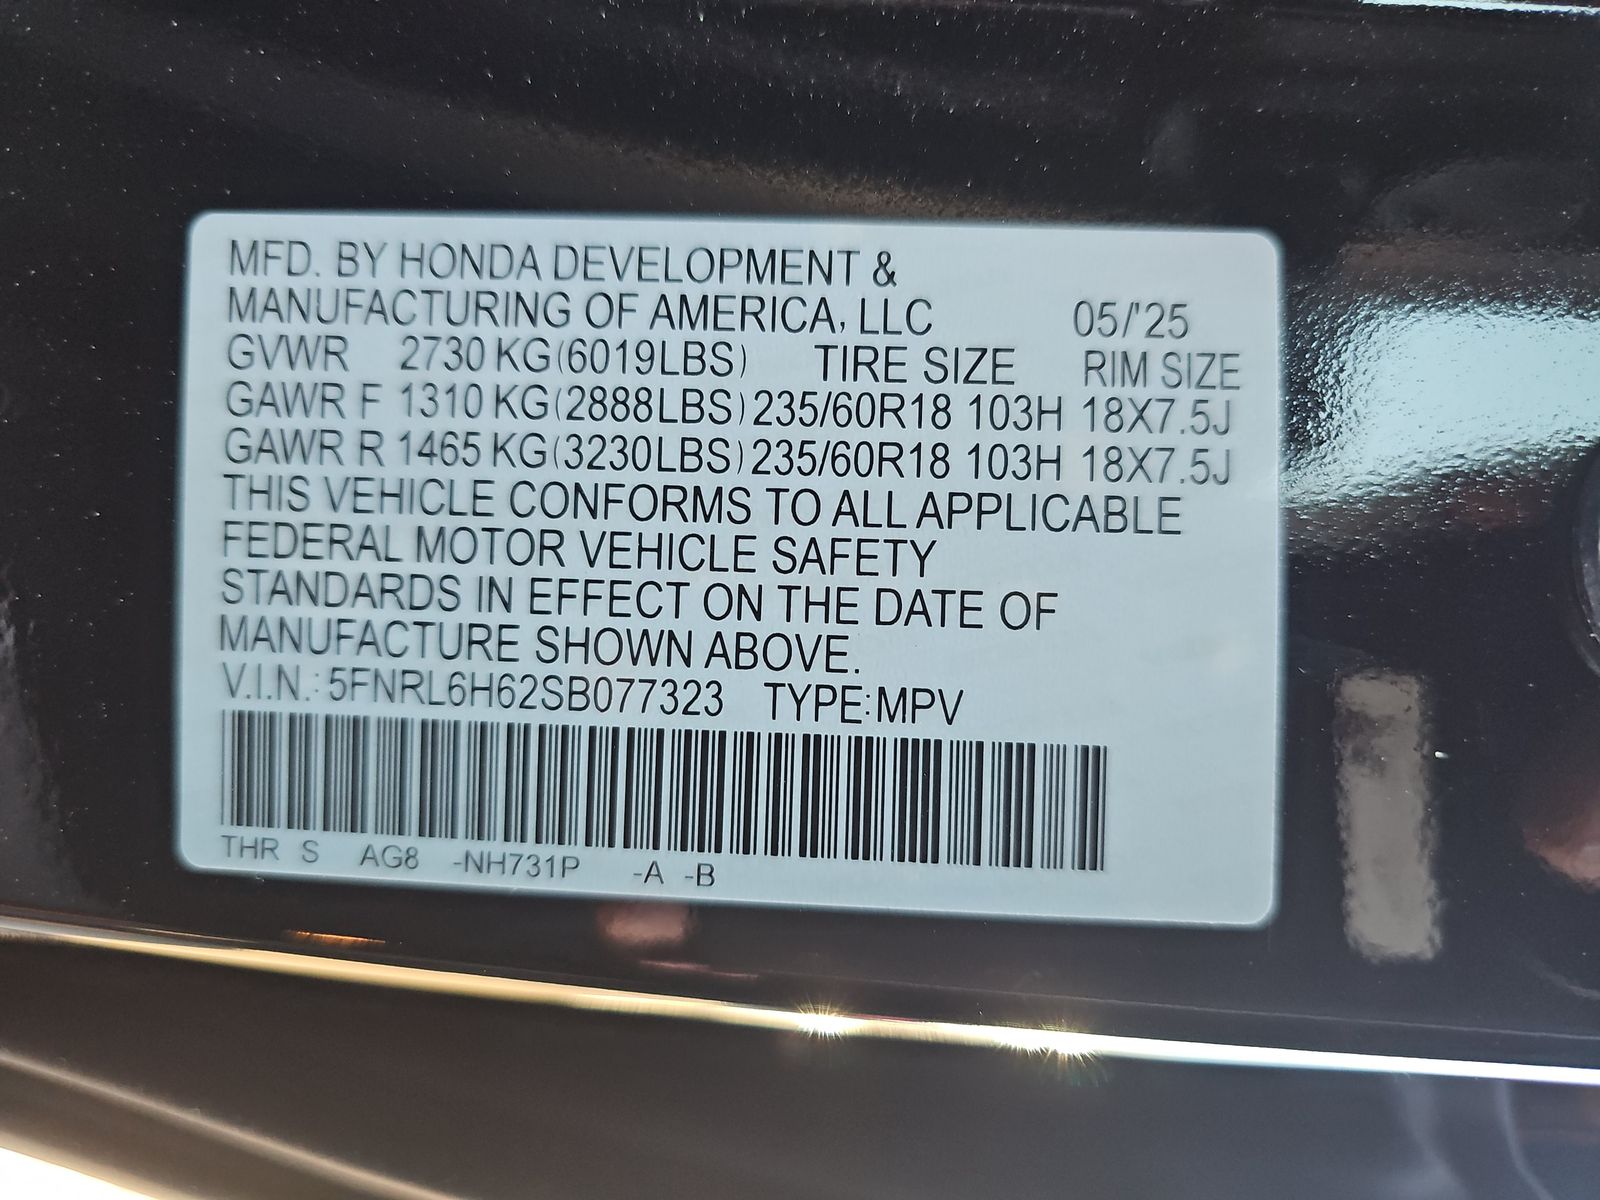 MFD. BY HONDA DEVELOPMENT &
MANUFACTURING OF AMERICA, LLC 05/'25
GVWR 2730 KG(6019LBS) TIRE SIZE RIM SIZE
GAWR F 1310 KG(2888LBS) 235/60R18 103H 18X7.5J
GAWR R 1465 KG(3230LBS) 235/60R18 103H 18X7.5J
THIS VEHICLE CONFORMS TO ALL APPLICABLE
FEDERAL MOTOR VEHICLE SAFETY
STANDARDS IN EFFECT ON THE DATE OF
MANUFACTURE SHOWN ABOVE.
V.I.N.: 5FNRL6H62SB077323 TYPE:MPV
THR S AG8 -NH731P -A -B